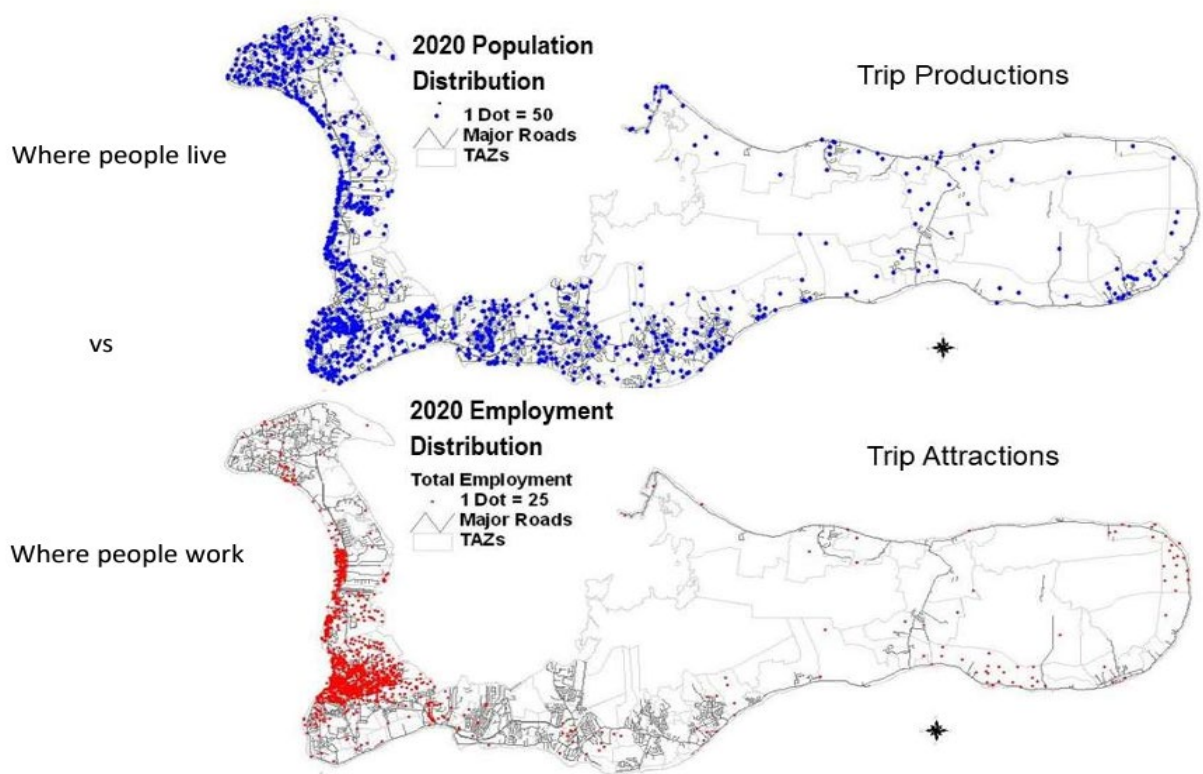 2020 Population
Distribution
1 Dot = 50
Major Roads
TAZs
Trip Productions
Where people live
vs
2020 Employment
Distribution
Total Employment
1 Dot = 25
Major Roads
TAZs
Trip Attractions
Where people work